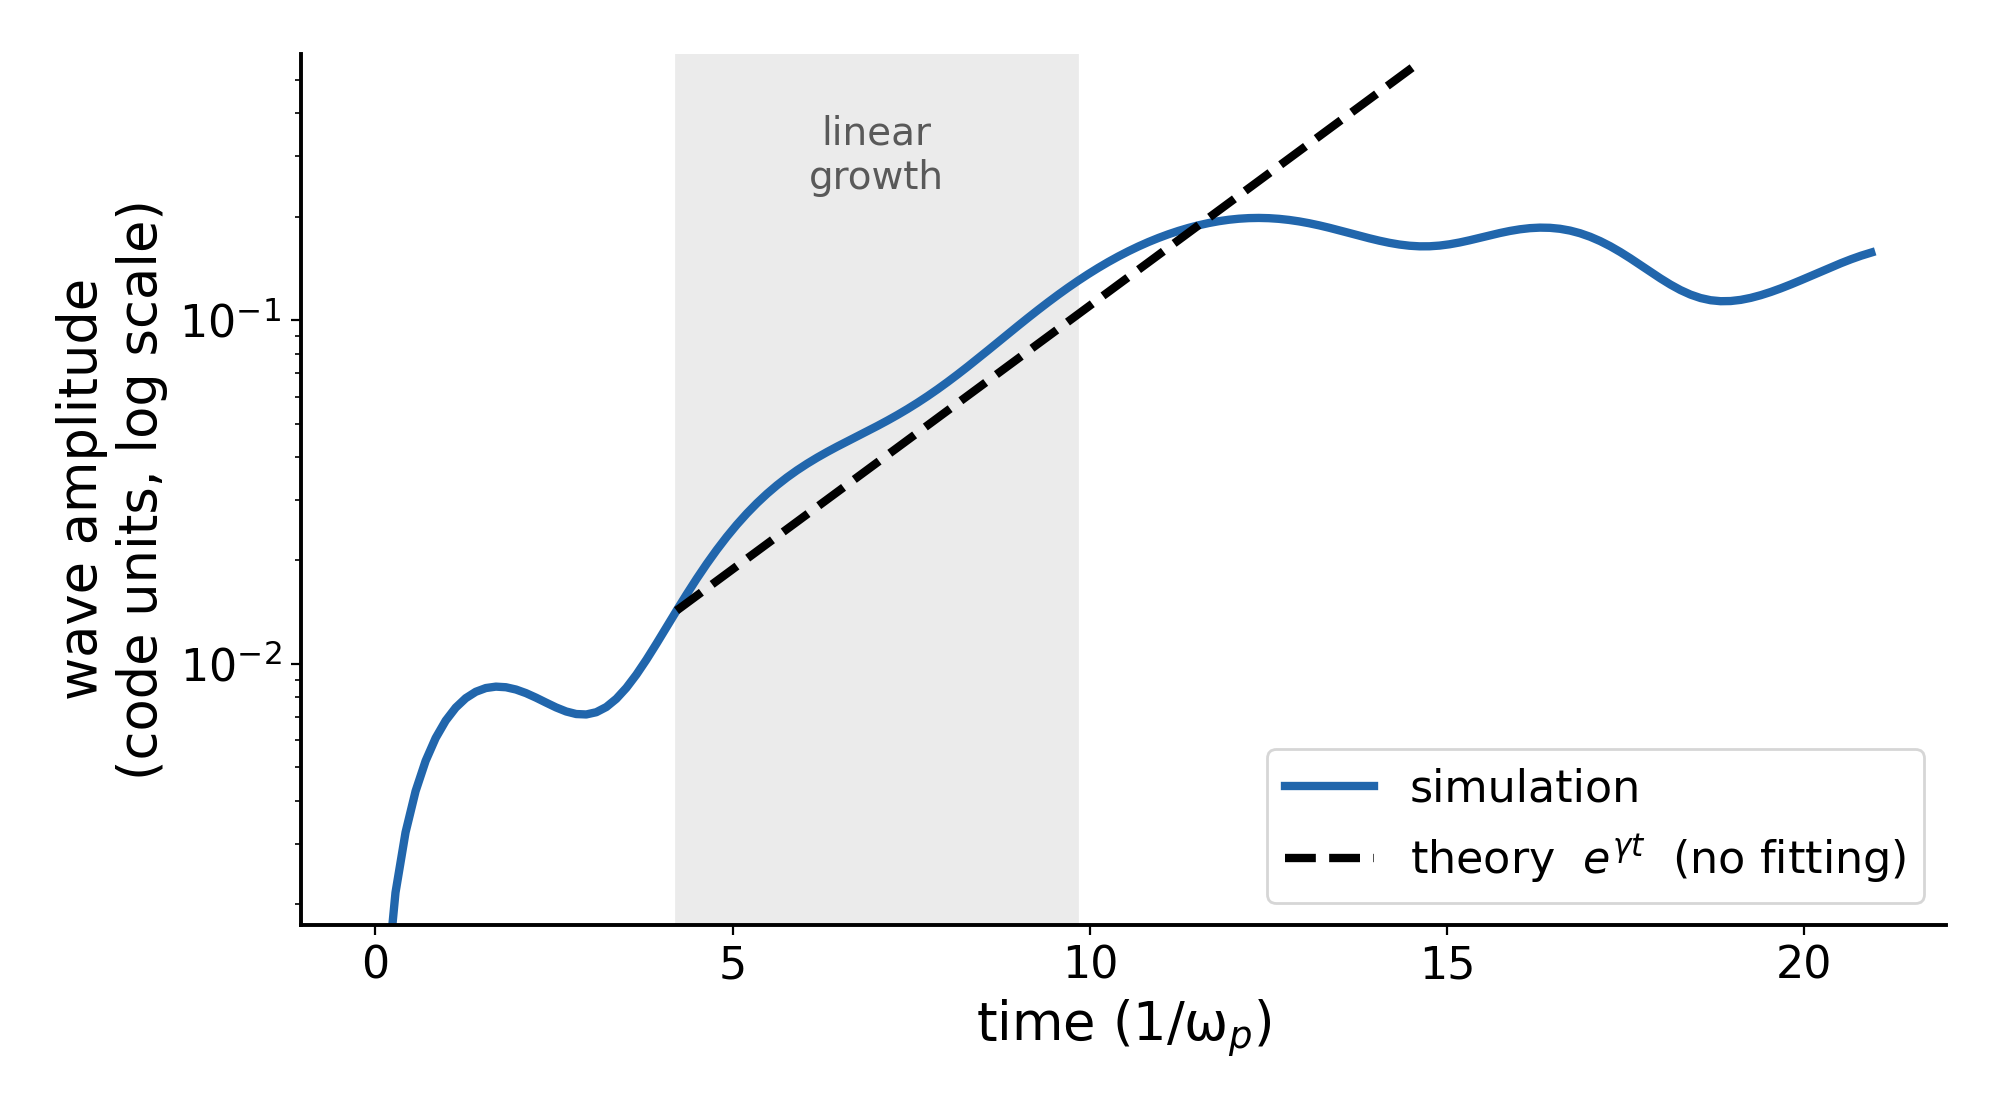 linear
growth
wave amplitude
(code units, log scale)
10⁻¹
10⁻²
simulation
theory e^{γt} (no fitting)
0 5 10 15 20
time (1/ω_p)